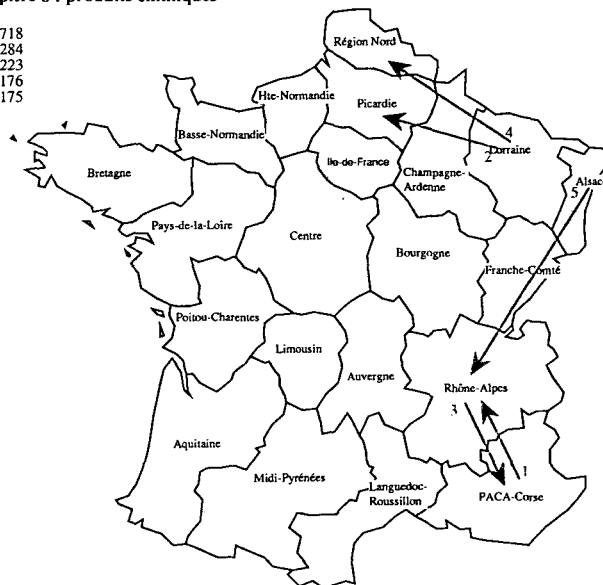 produits chimiques
718
284
223
176
175
Région Nord
Hte-Normandie
Picardie
4
Basse-Normandie
2
Lorraine
Ile-de-France
Bretagne
Champagne-
Ardenne
Alsace
5
Pays-de-la-Loire
Centre
Bourgogne
Franche-Comté
Poitou-Charentes
Limousin
Auvergne
Rhône-Alpes
3
Aquitaine
Midi-Pyrénées
1
Languedoc-
Roussillon
PACA-Corse